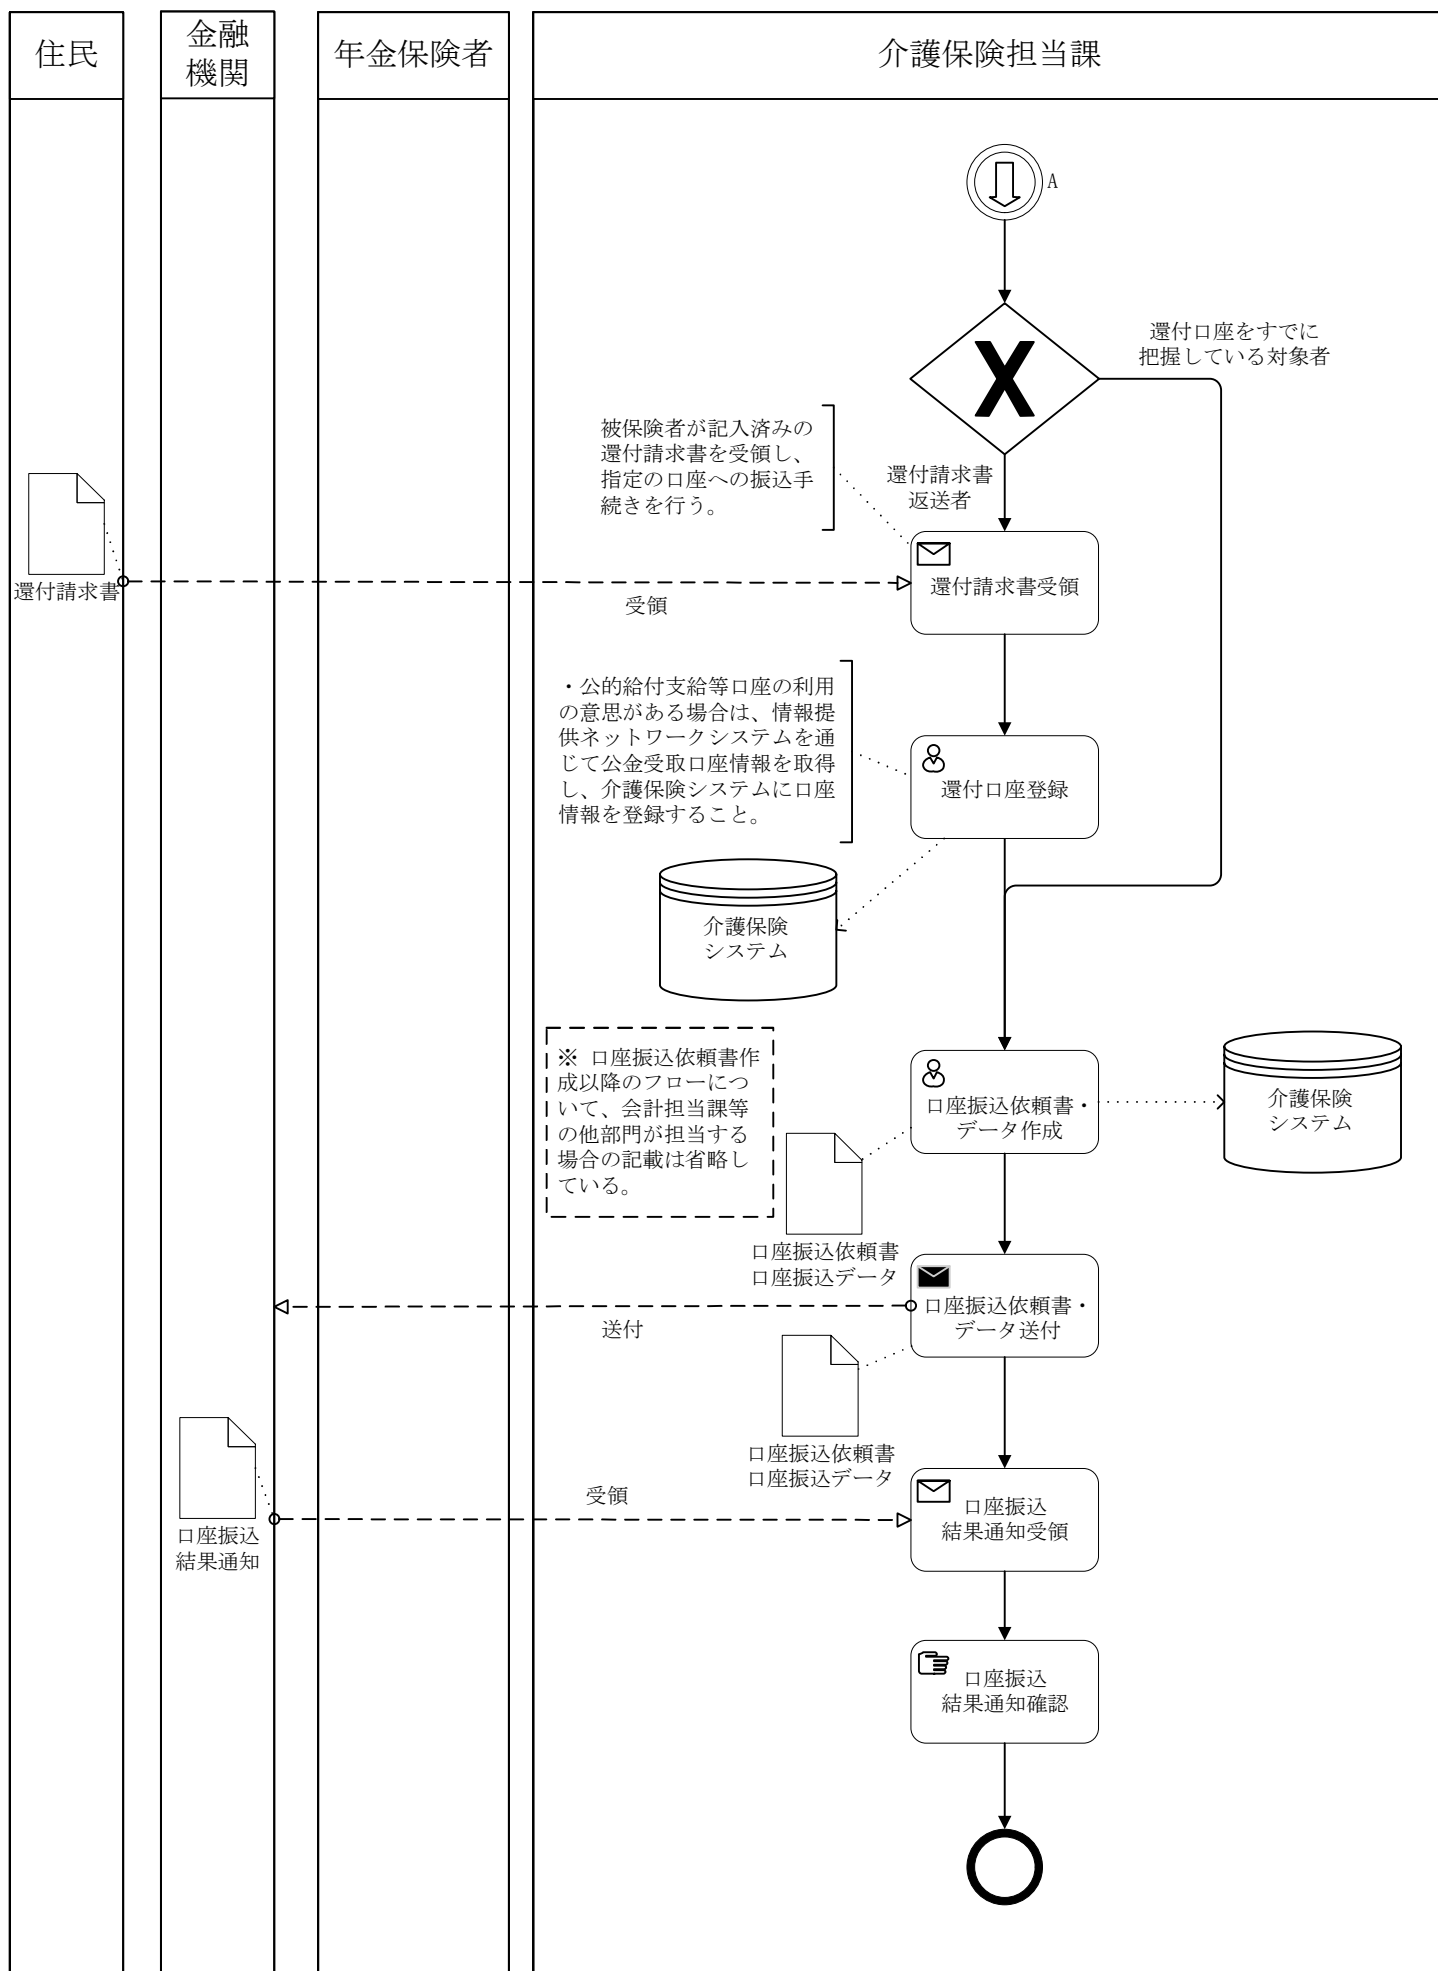 住民
金融
機関
年金保険者
介護保険担当課
A
還付口座をすでに
把握している対象者
被保険者が記入済みの
還付請求書を受領し、
指定の口座への振込手
続きを行う。
還付請求書
返送者
還付請求書
受領
還付請求書受領
・公的給付支給等口座の利用
の意思がある場合は、情報提
供ネットワークシステムを通
じて公金受取口座情報を取得
し、介護保険システムに口座
情報を登録すること。
還付口座登録
介護保険
システム
※ 口座振込依頼書作
成以降のフローにつ
いて、会計担当課等
の他部門が担当する
場合の記載は省略し
ている。
口座振込依頼書・
データ作成
介護保険
システム
口座振込依頼書
口座振込データ
口座振込依頼書・
データ送付
送付
口座振込依頼書
口座振込データ
口座振込
結果通知
受領
口座振込
結果通知受領
口座振込
結果通知確認